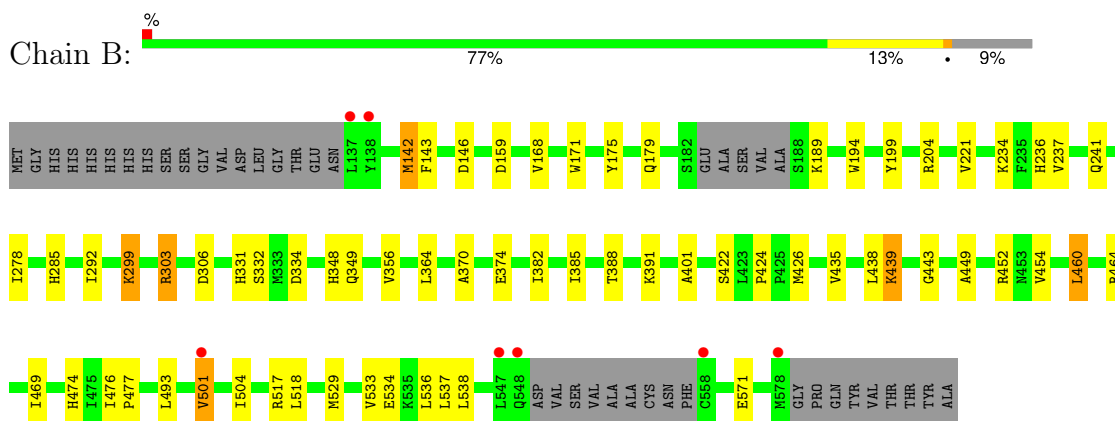 %
Chain B:
77% 13% • 9%
MET GLY HIS HIS HIS HIS HIS HIS SER SER GLY VAL ASP LEU GLY THR GLU ASN L137 Y138 M142 F143 D146 D159 V168 W171 Y175 Q179 S182 GLU ALA SER VAL ALA S188 K189 W194 Y199 R204 V221 K234 F235 H236 V237 Q241
I278 H285 I292 K299 R303 D306 H331 S332 M333 D334 H348 Q349 V356 L364 A370 E374 I382 I385 T388 K391 A401 S422 L423 P424 P425 M426 V435 L438 K439 G443 A449 R452 N453 V454 L460
I469 H474 I475 I476 P477 L493 V501 I504 R517 L518 M529 V533 E534 K535 L536 L537 L538 L547 Q548 ASP VAL SER VAL ALA ALA CYS ASN PHE C558 E571 M578 GLY PRO GLN TYR VAL THR THR TYR ALA